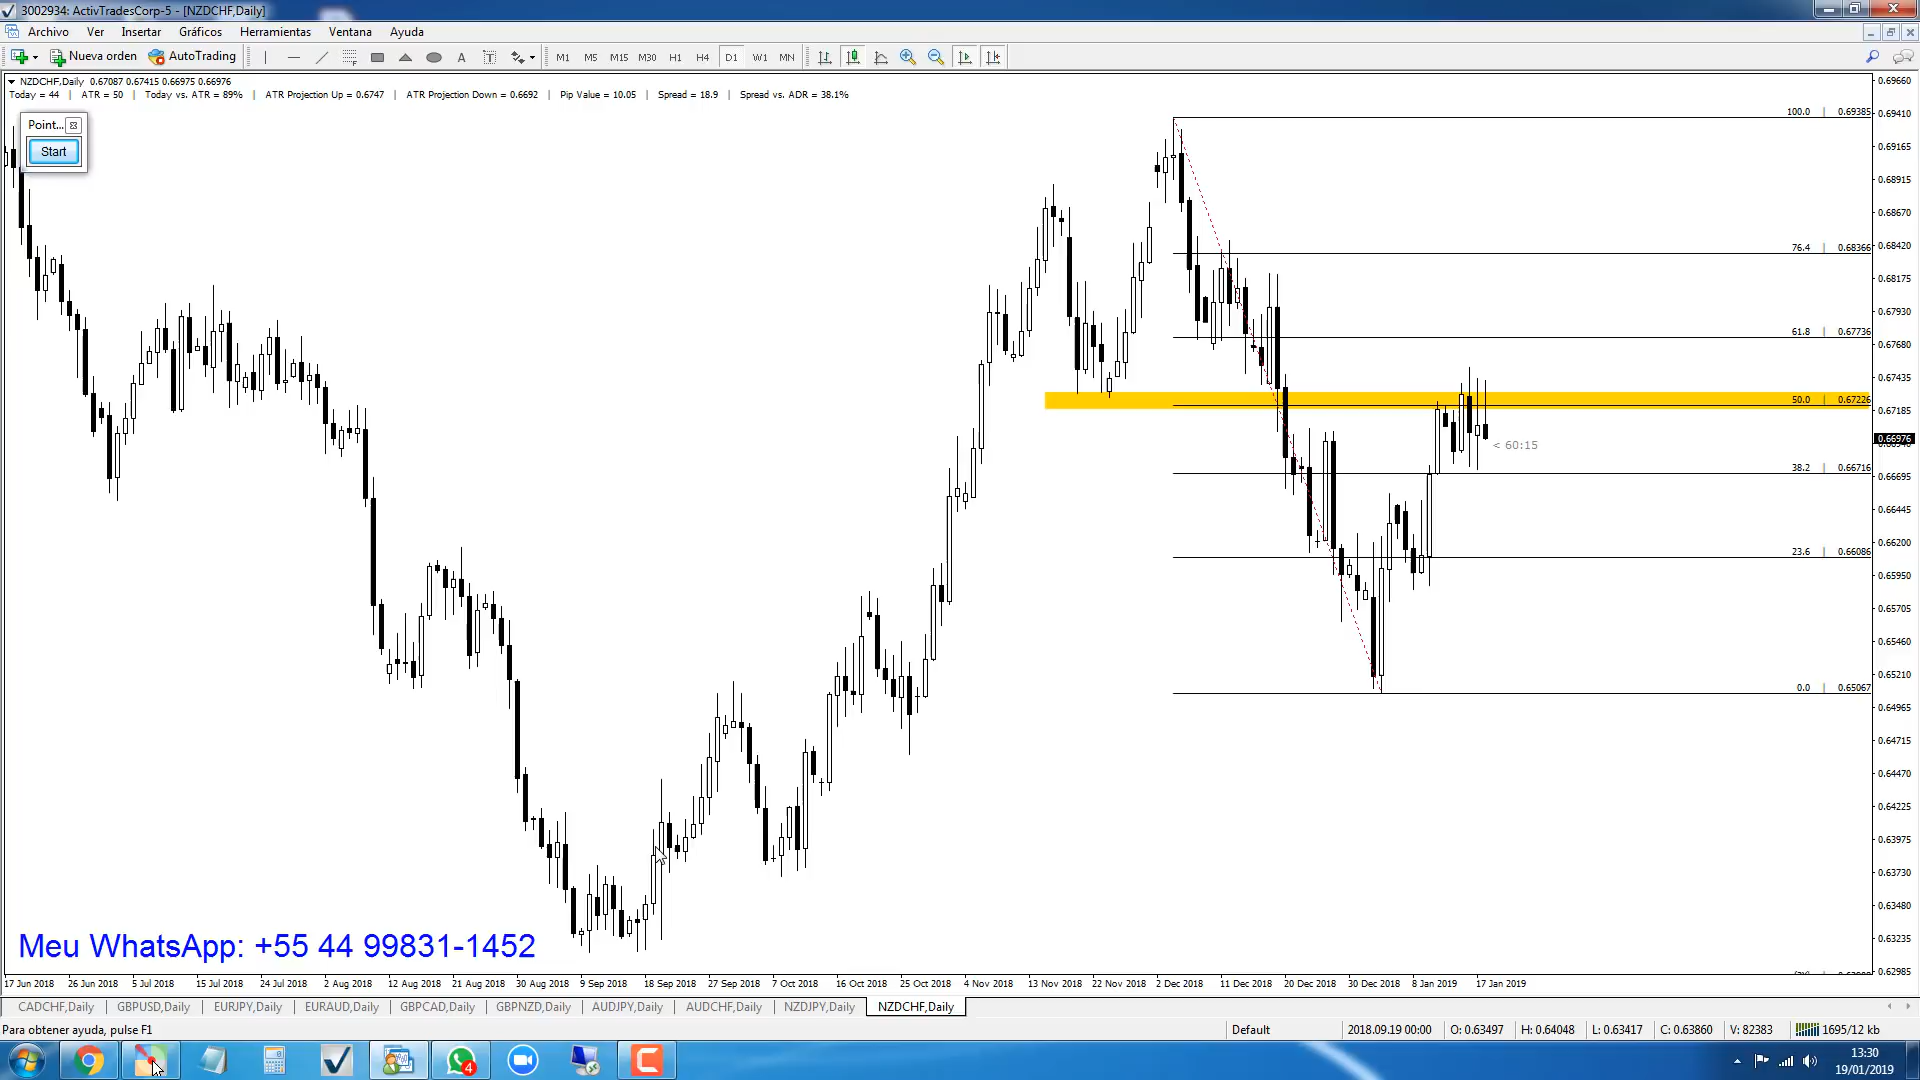 3002934: ActivTradesCorp-5 - [NZDCHF,Daily]
Archivo Ver Insertar Gráficos Herramientas Ventana Ayuda
Nueva orden AutoTrading A T M1 M5 M15 M30 H1 H4 D1 W1 MN
NZDCHF,Daily 0.67087 0.67415 0.66975 0.66976
Today = 44 | ATR = 50 | Today vs. ATR = 89% | ATR Projection Up = 0.6747 | ATR Projection Down = 0.6692 | Pip Value = 10.05 | Spread = 18.9 | Spread vs. ADR = 38.1%
Point...
Start
100.0 | 0.69385
76.4 | 0.68366
61.8 | 0.67736
50.0 | 0.67226
< 60:15
38.2 | 0.66716
23.6 | 0.66086
0.0 | 0.65067
0.69660
0.69410
0.69165
0.68915
0.68670
0.68420
0.68175
0.67930
0.67680
0.67435
0.67185
0.66976
0.66695
0.66445
0.66200
0.65950
0.65705
0.65460
0.65210
0.64965
0.64715
0.64470
0.64225
0.63975
0.63730
0.63480
0.63235
0.62985
Meu WhatsApp: +55 44 99831-1452
17 Jun 2018 26 Jun 2018 5 Jul 2018 15 Jul 2018 24 Jul 2018 2 Aug 2018 12 Aug 2018 21 Aug 2018 30 Aug 2018 9 Sep 2018 18 Sep 2018 27 Sep 2018 7 Oct 2018 16 Oct 2018 25 Oct 2018 4 Nov 2018 13 Nov 2018 22 Nov 2018 2 Dec 2018 11 Dec 2018 20 Dec 2018 30 Dec 2018 8 Jan 2019 17 Jan 2019
CADCHF,Daily GBPUSD,Daily EURJPY,Daily EURAUD,Daily GBPCAD,Daily GBPNZD,Daily AUDJPY,Daily AUDCHF,Daily NZDJPY,Daily NZDCHF,Daily
Para obtener ayuda, pulse F1 Default 2018.09.19 00:00 O: 0.63497 H: 0.64048 L: 0.63417 C: 0.63860 V: 82383 1695/12 kb
4
13:30
19/01/2019